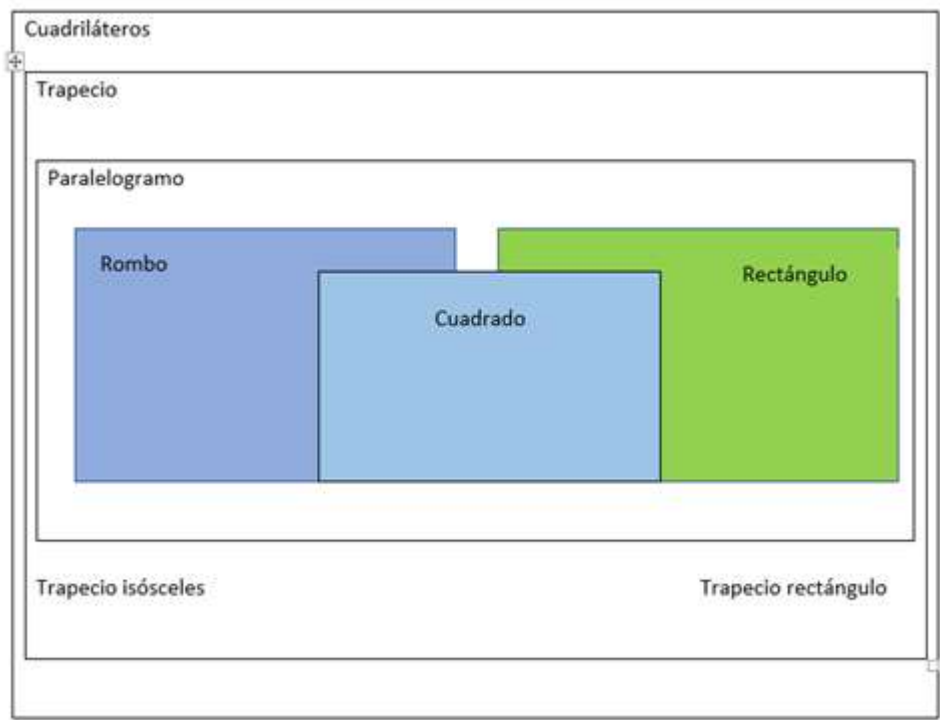 Cuadriláteros
Trapecio
Paralelogramo
Rombo
Rectángulo
Cuadrado
Trapecio isósceles
Trapecio rectángulo